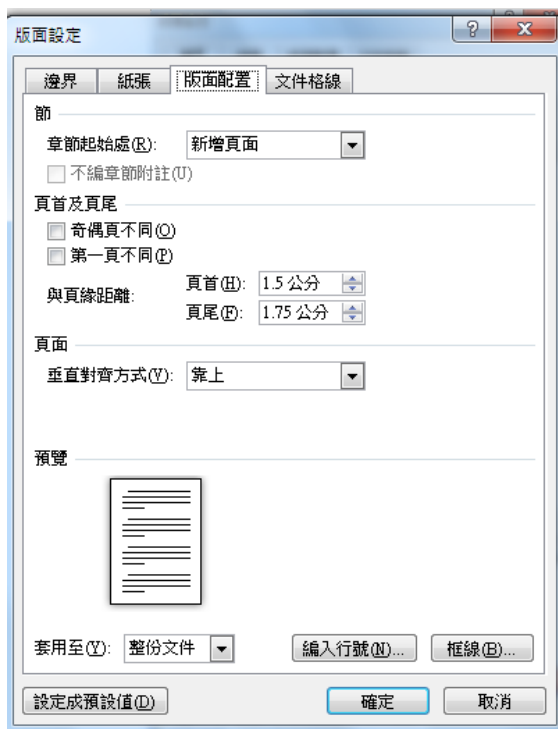 版面設定
邊界 紙張 版面配置 文件格線
節
章節起始處(R): 新增頁面
不編章節附註(U)
頁首及頁尾
奇偶頁不同(O)
第一頁不同(P)
與頁緣距離:
頁首(H): 1.5 公分
頁尾(F): 1.75 公分
頁面
垂直對齊方式(V): 靠上
預覽
套用至(Y): 整份文件 編入行號(N)... 框線(B)...
設定成預設值(D) 確定 取消